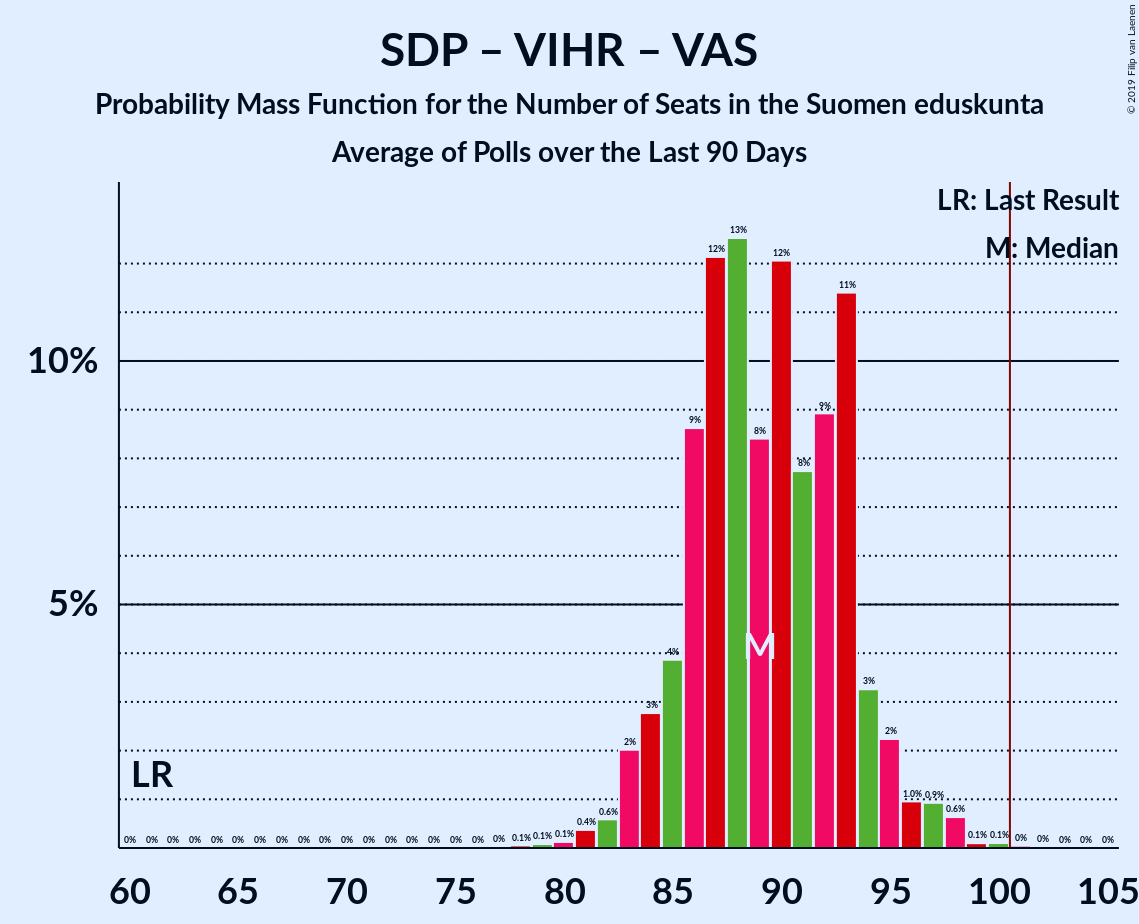 SDP – VIHR – VAS
Probability Mass Function for the Number of Seats in the Suomen eduskunta
Average of Polls over the Last 90 Days
© 2019 Filip van Laenen
LR: Last Result
M: Median
10%
5%
LR
M
0% 0% 0% 0% 0% 0% 0% 0% 0% 0% 0% 0% 0% 0% 0% 0% 0% 0% 0.1% 0.1% 0.1% 0.4% 0.6% 2% 3% 4% 9% 12% 13% 8% 12% 8% 9% 11% 3% 2% 1.0% 0.9% 0.6% 0.1% 0.1% 0% 0% 0% 0% 0%
60 65 70 75 80 85 90 95 100 105